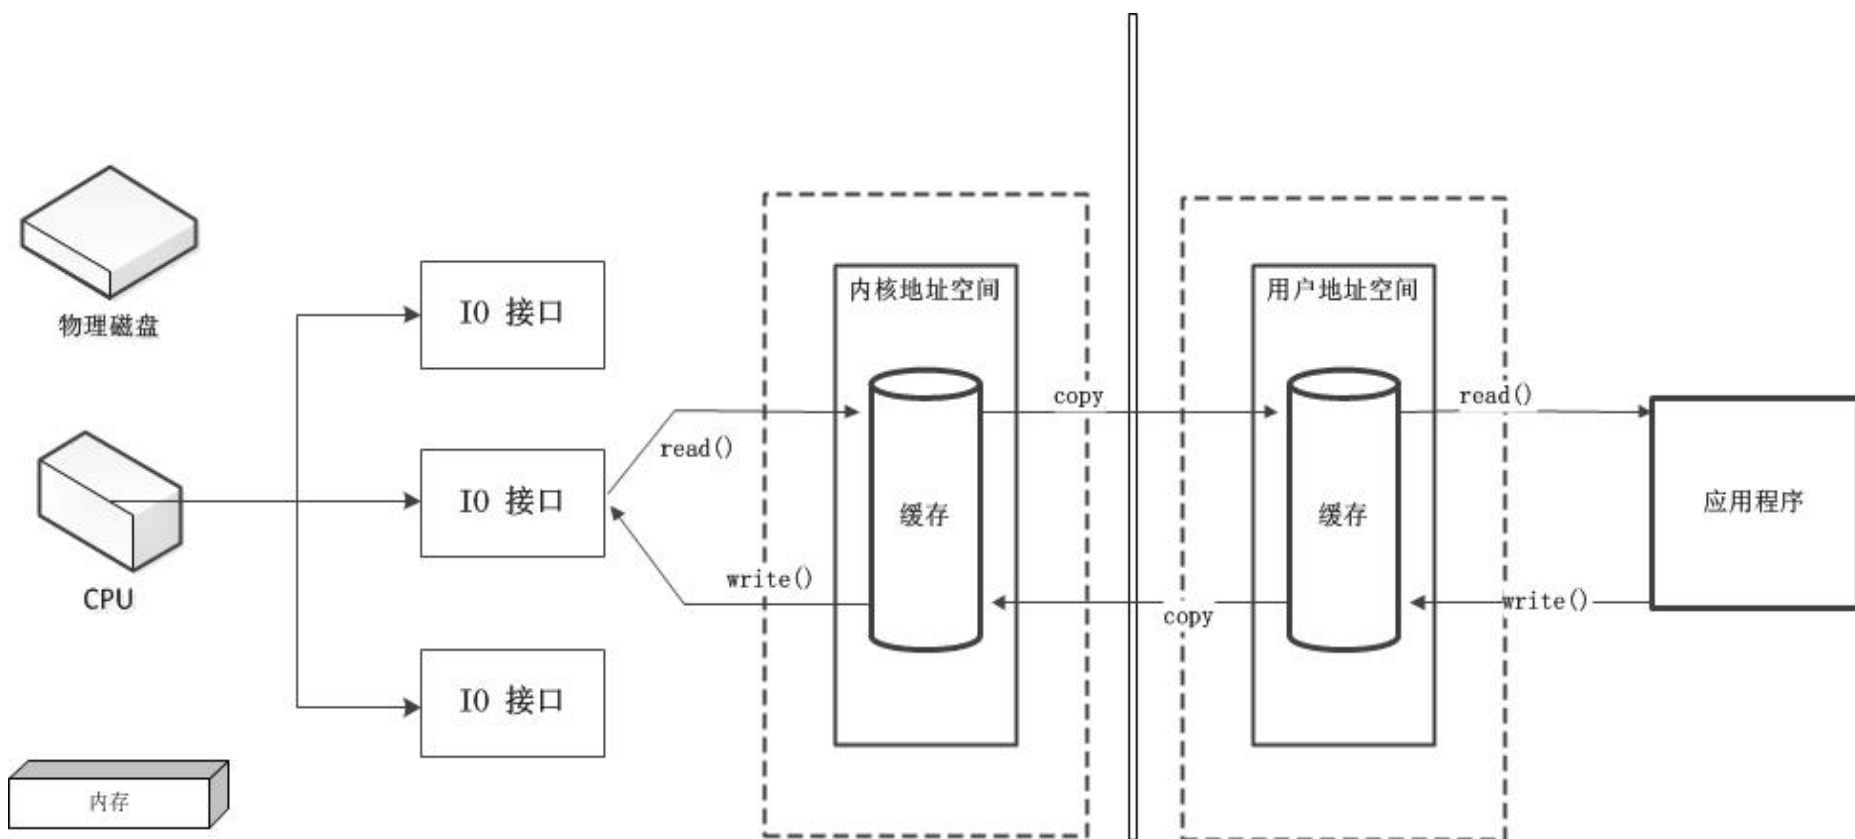 物理磁盘
CPU
内存
IO 接口
IO 接口
IO 接口
read()
write()
内核地址空间
缓存
copy
copy
用户地址空间
缓存
read()
write()
应用程序